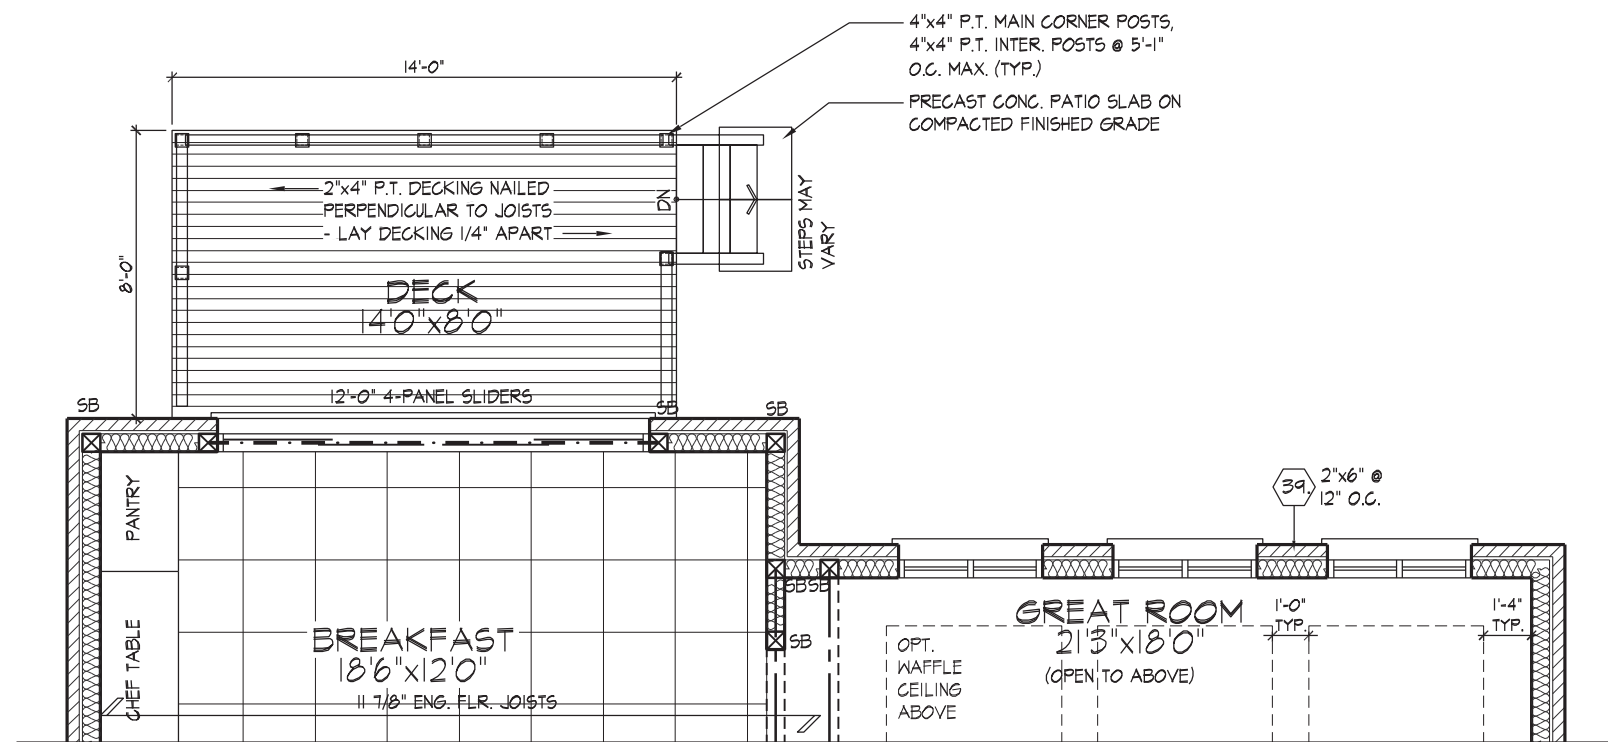 4"x4" P.T. MAIN CORNER POSTS,
4"x4" P.T. INTER. POSTS @ 5'-1"
O.C. MAX. (TYP.)
PRECAST CONC. PATIO SLAB ON
COMPACTED FINISHED GRADE
14'-0"
8'-0"
2"x4" P.T. DECKING NAILED
PERPENDICULAR TO JOISTS
- LAY DECKING 1/4" APART
DN
STEPS MAY
VARY
DECK
14'0"x8'0"
12'-0" 4-PANEL SLIDERS
SB
SB
SB
PANTRY
CHEF TABLE
BREAKFAST
18'6"x12'0"
11 7/8" ENG. FLR. JOISTS
SB
SB
SB
39.
2"x6" @
12" O.C.
GREAT ROOM
21'3"x18'0"
(OPEN TO ABOVE)
OPT.
WAFFLE
CEILING
ABOVE
1'-0"
TYP.
1'-4"
TYP.